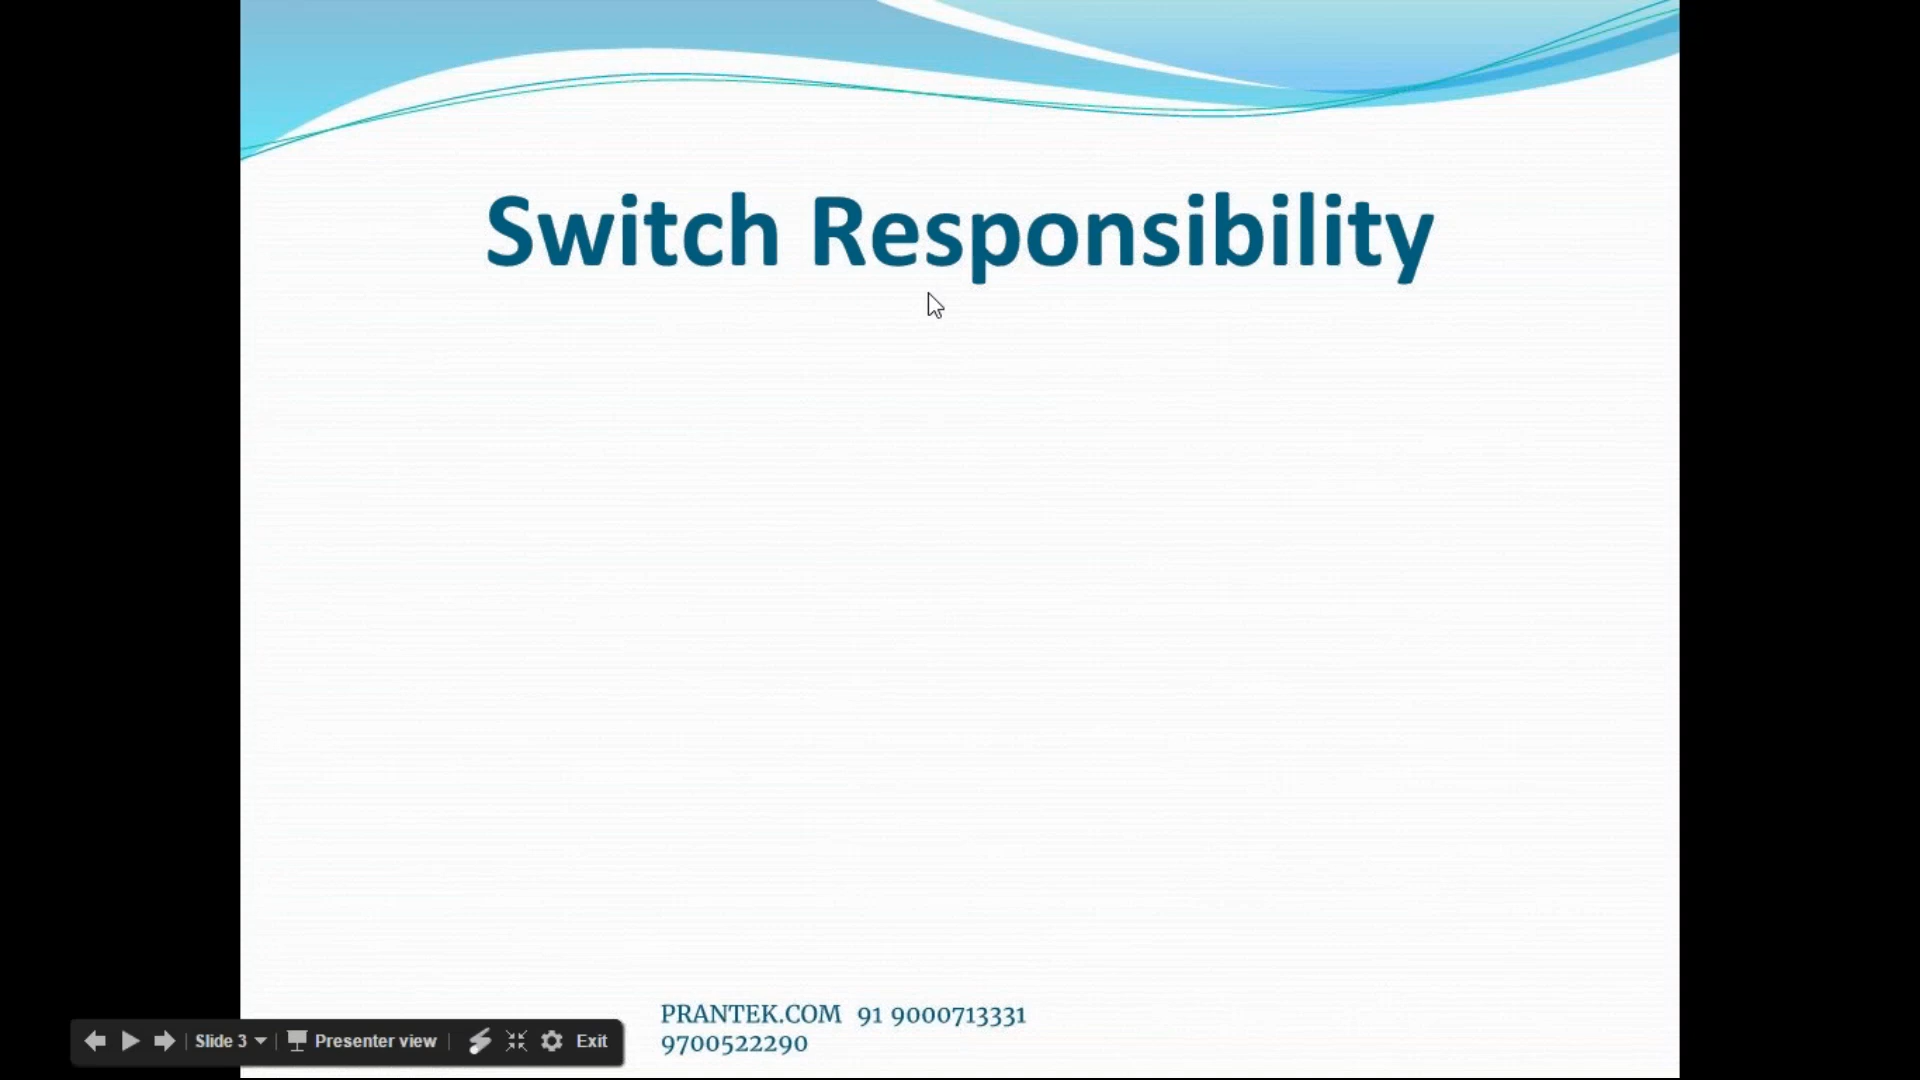 Switch Responsibility
PRANTEK.COM 91 9000713331
9700522290
Slide 3 Presenter view Exit